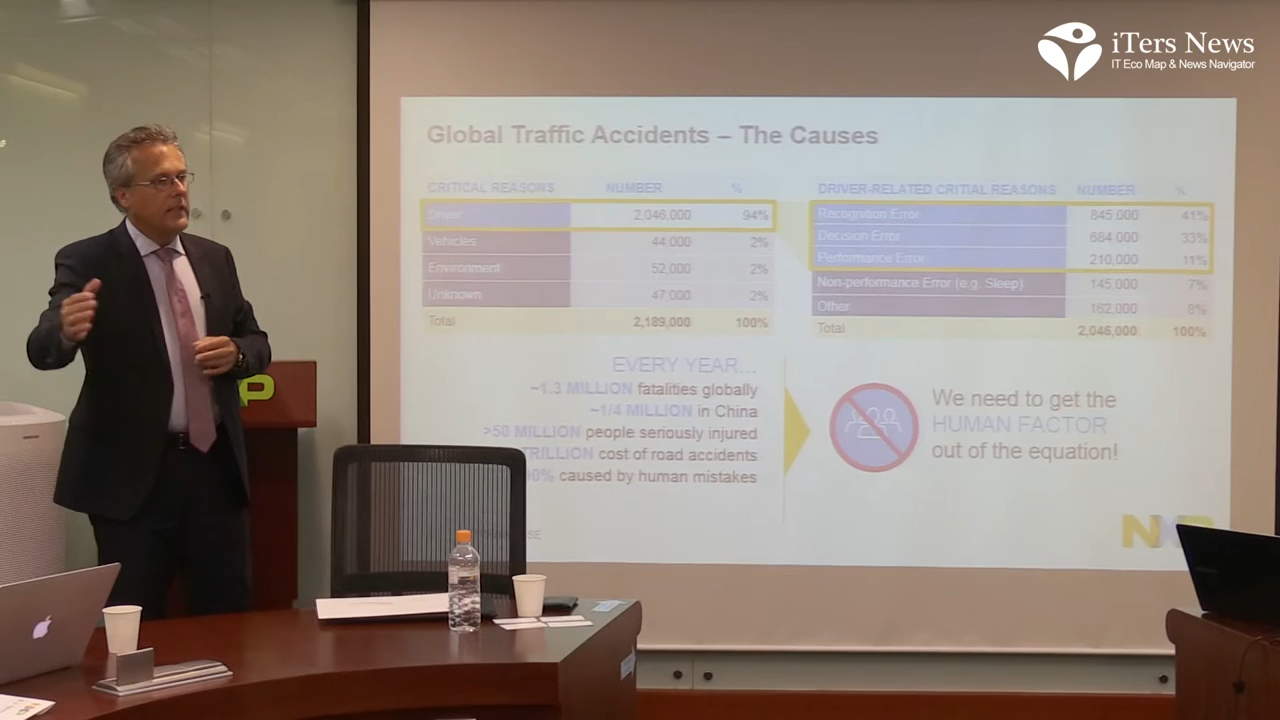 iTers News
IT Eco Map & News Navigator
Global Traffic Accidents – The Causes
CRITICAL REASONS NUMBER %
Driver 2,046,000 94%
Vehicles 44,000 2%
Environment 52,000 2%
Unknown 47,000 2%
Total 2,189,000 100%
DRIVER-RELATED CRITIAL REASONS NUMBER %
Recognition Error 845,000 41%
Decision Error 684,000 33%
Performance Error 210,000 11%
Non-performance Error (e.g. Sleep) 145,000 7%
Other 162,000 8%
Total 2,046,000 100%
EVERY YEAR...
~1.3 MILLION fatalities globally
~1/4 MILLION in China
>50 MILLION people seriously injured
TRILLION cost of road accidents
caused by human mistakes
We need to get the
HUMAN FACTOR
out of the equation!
NXP